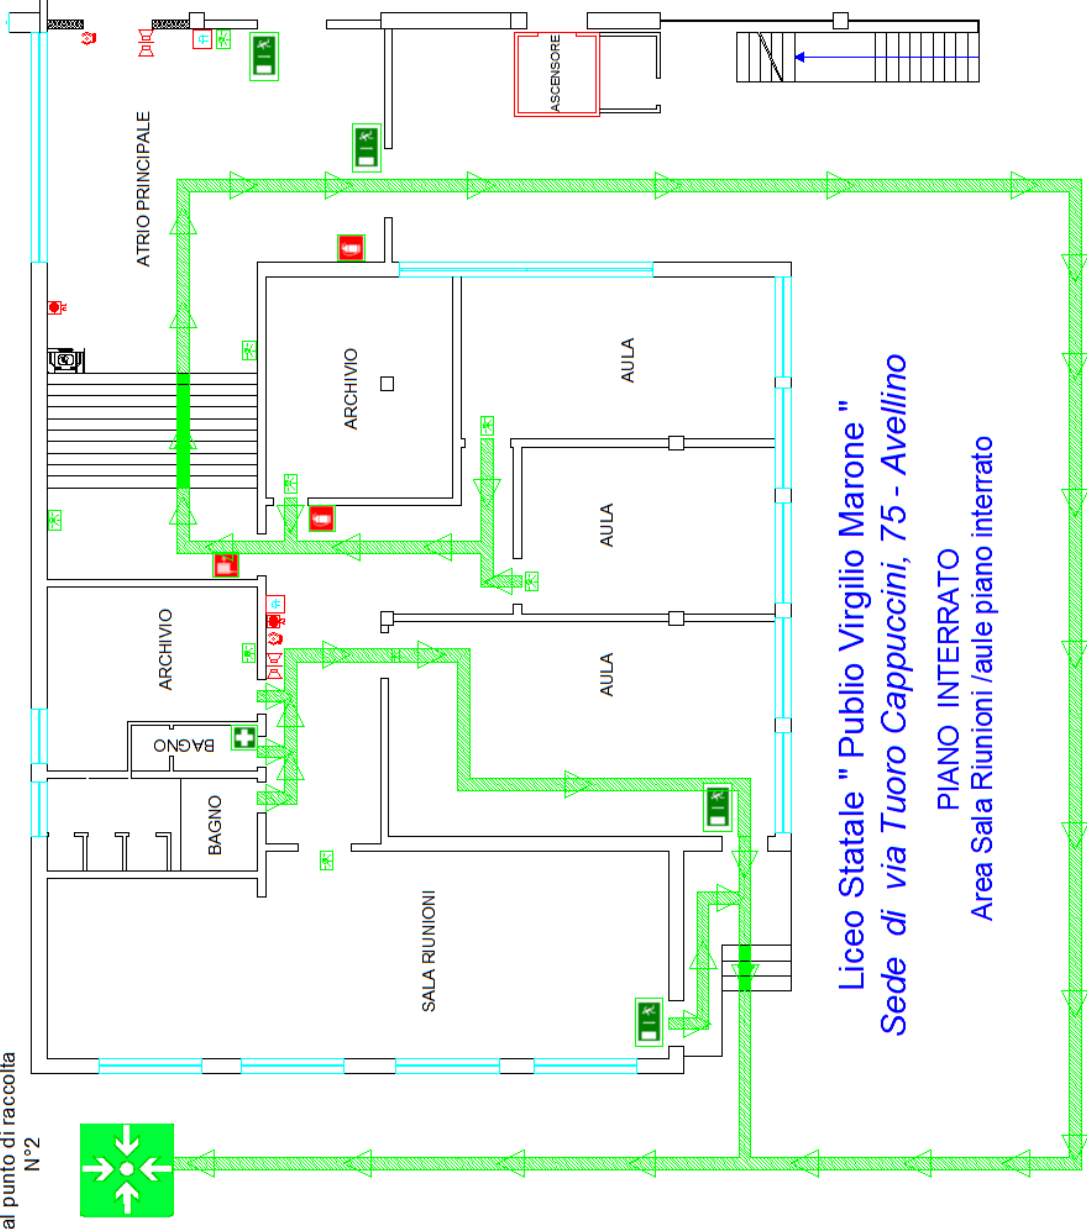 al punto di raccolta
N°2
ATRIO PRINCIPALE
ASCENSORE
ARCHIVIO
AULA
AULA
AULA
ARCHIVIO
BAGNO
BAGNO
SALA RIUNIONI
Liceo Statale " Publio Virgilio Marone "
Sede di via Tuoro Cappuccini, 75 - Avellino
PIANO INTERRATO
Area Sala Riunioni /aule piano interrato